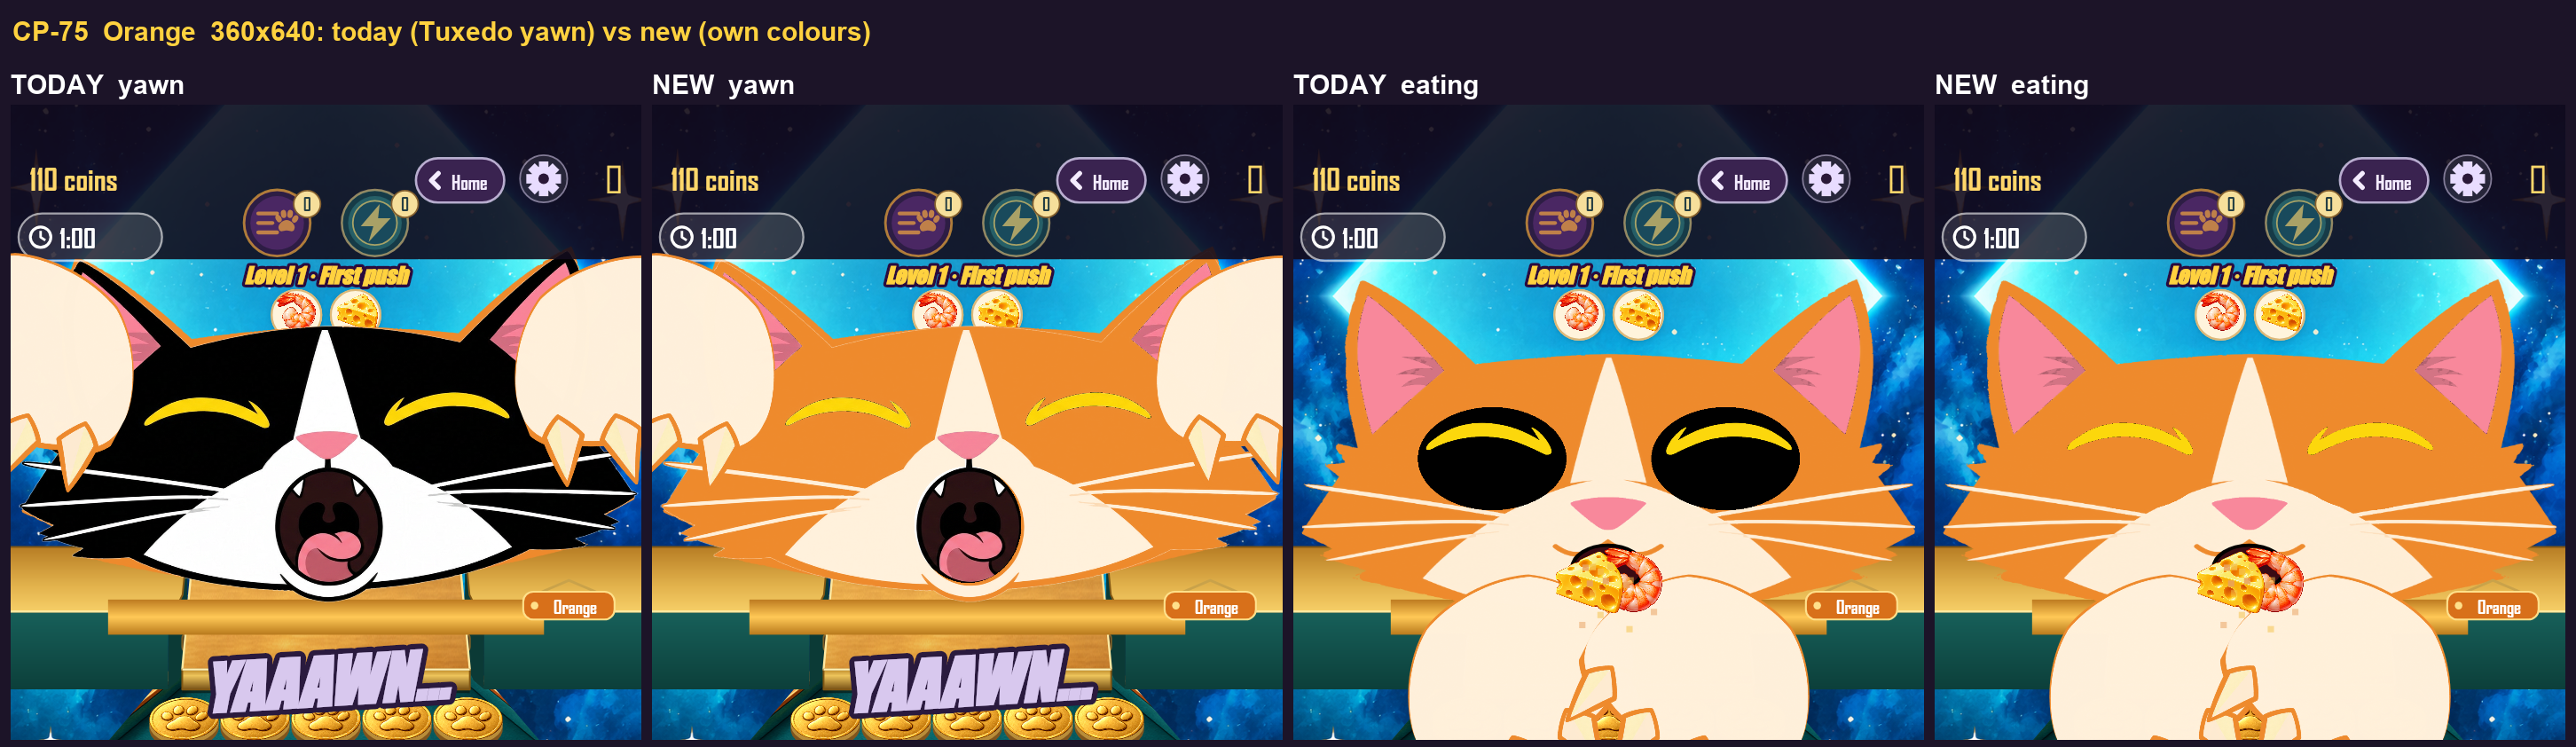 CP-75 Orange 360x640: today (Tuxedo yawn) vs new (own colours)
TODAY yawn
110 coins
Home
0
0
1:00
Level 1 · First push
Orange
YAAAWN...
NEW yawn
110 coins
Home
0
0
1:00
Level 1 · First push
Orange
YAAAWN...
TODAY eating
110 coins
Home
0
0
1:00
Level 1 · First push
Orange
NEW eating
110 coins
Home
0
0
1:00
Level 1 · First push
Orange